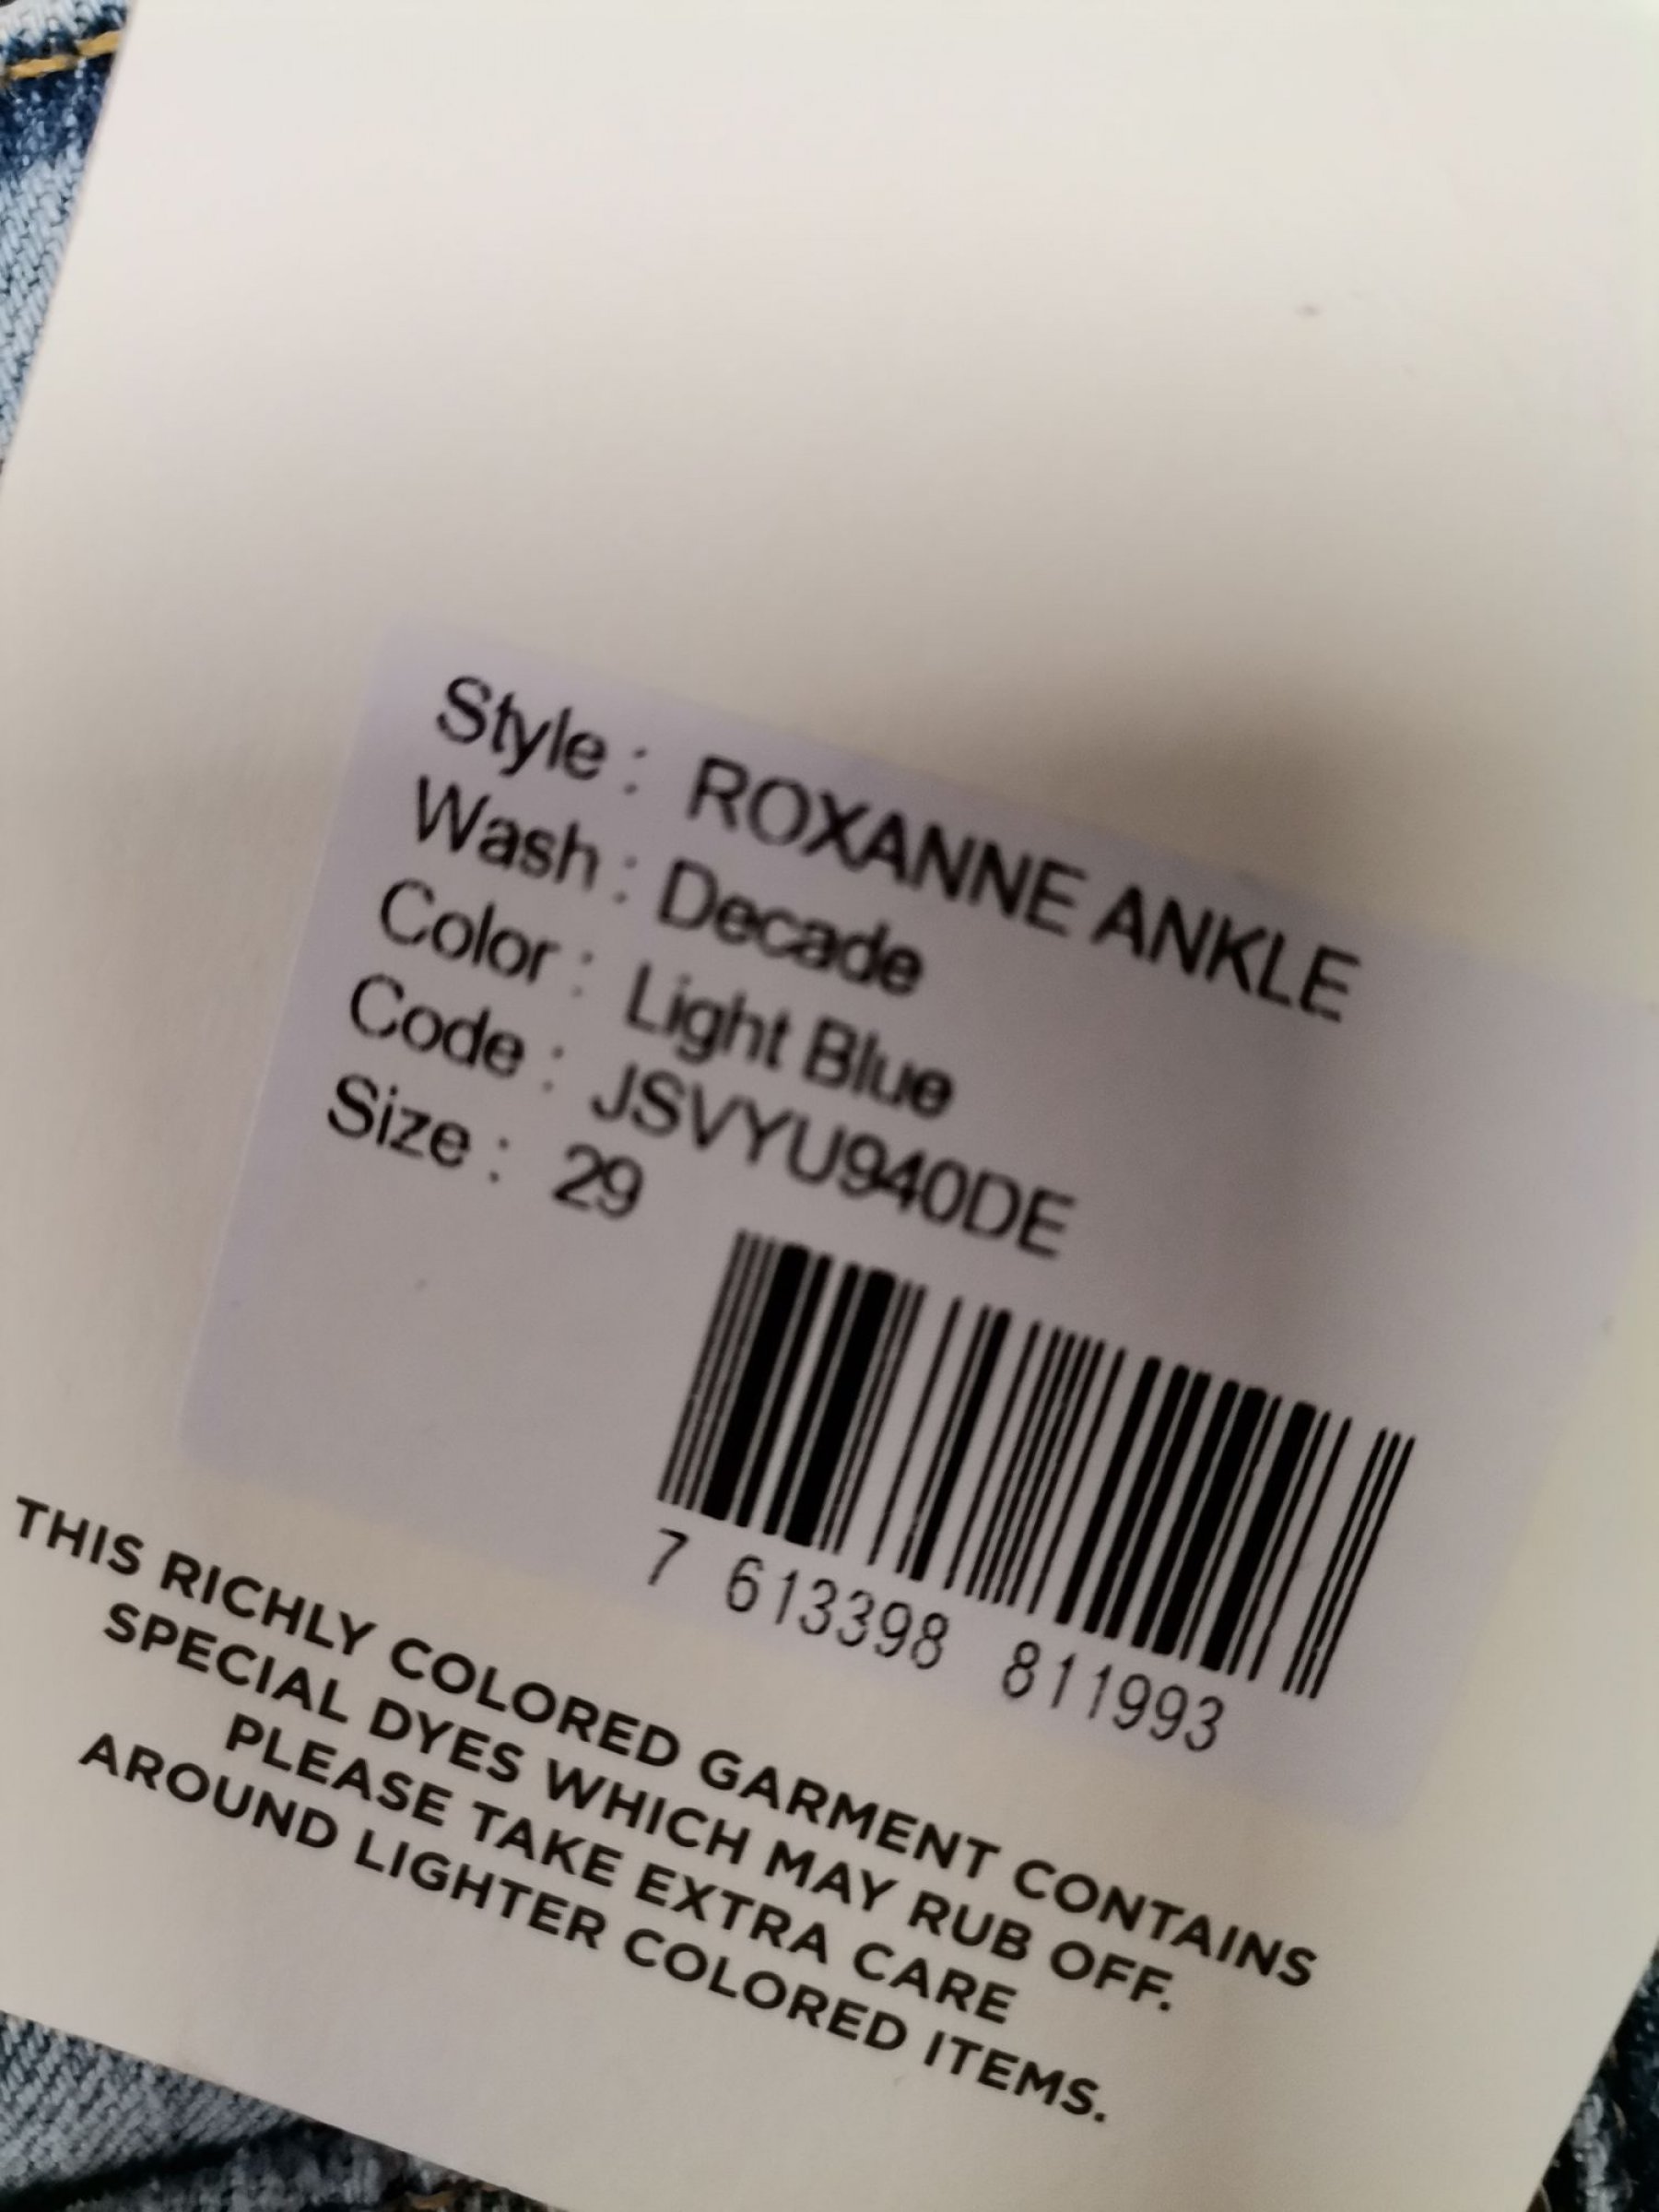 Style : ROXANNE ANKLE
Wash : Decade
Color : Light Blue
Code : JSVYU940DE
Size : 29
7 613398 811993
THIS RICHLY COLORED GARMENT CONTAINS
SPECIAL DYES WHICH MAY RUB OFF.
PLEASE TAKE EXTRA CARE
AROUND LIGHTER COLORED ITEMS.